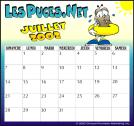 LES PUCES.NET
JUILLET
2002
DIMANCHE LUNDI MARDI MERCREDI JEUDI VENDREDI SAMEDI
1 2 3 4 5 6
7 8 9 10 11 12 13
14 15 16 17 18 19 20
21 22 23 24 25 26 27
28 29 30 31